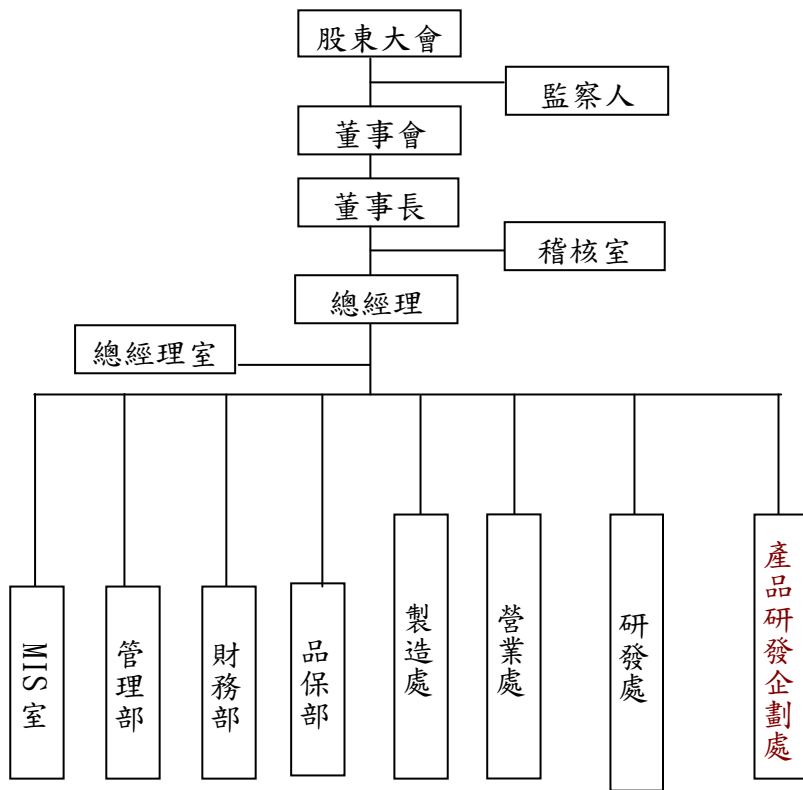 股東大會
監察人
董事會
董事長
稽核室
總經理
總經理室
MIS室
管理部
財務部
品保部
製造處
營業處
研發處
產品研發企劃處